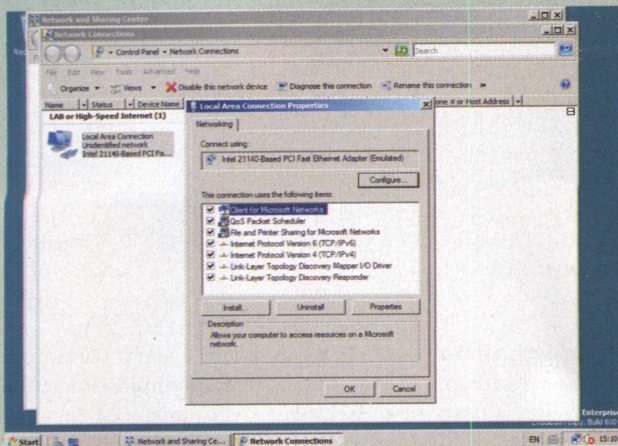 Network and Sharing Center
Network Connections
Control Panel Network Connections
Search
File Edit View Tools Advanced Help
Organize Views Disable this network device Diagnose this connection Rename this connection »
Name Status Device Name
one # or Host Address
LAN or High-Speed Internet (1)
Local Area Connection
Unidentified network
Intel 21140-Based PCI Fa...
Local Area Connection Properties
Networking
Connect using:
Intel 21140-Based PCI Fast Ethernet Adapter (Emulated)
Configure...
This connection uses the following items:
Client for Microsoft Networks
QoS Packet Scheduler
File and Printer Sharing for Microsoft Networks
Internet Protocol Version 6 (TCP/IPv6)
Internet Protocol Version 4 (TCP/IPv4)
Link-Layer Topology Discovery Mapper I/O Driver
Link-Layer Topology Discovery Responder
Install...
Uninstall
Properties
Description
Allows your computer to access resources on a Microsoft
network.
OK
Cancel
Enterprise
Build 600
Start
Network and Sharing Ce...
Network Connections
EN
15:10